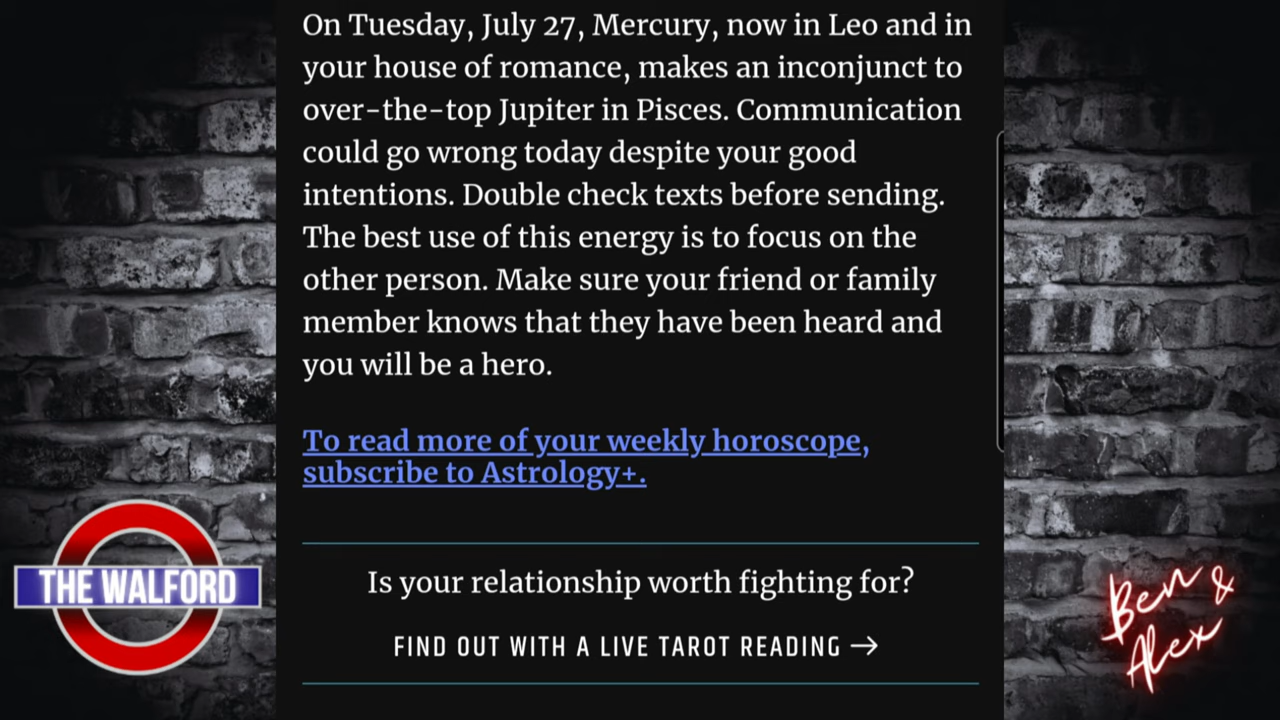 On Tuesday, July 27, Mercury, now in Leo and in
your house of romance, makes an inconjunct to
over-the-top Jupiter in Pisces. Communication
could go wrong today despite your good
intentions. Double check texts before sending.
The best use of this energy is to focus on the
other person. Make sure your friend or family
member knows that they have been heard and
you will be a hero.
To read more of your weekly horoscope,
subscribe to Astrology+.
Is your relationship worth fighting for?
FIND OUT WITH A LIVE TAROT READING →
THE WALFORD
Ben &
Alex